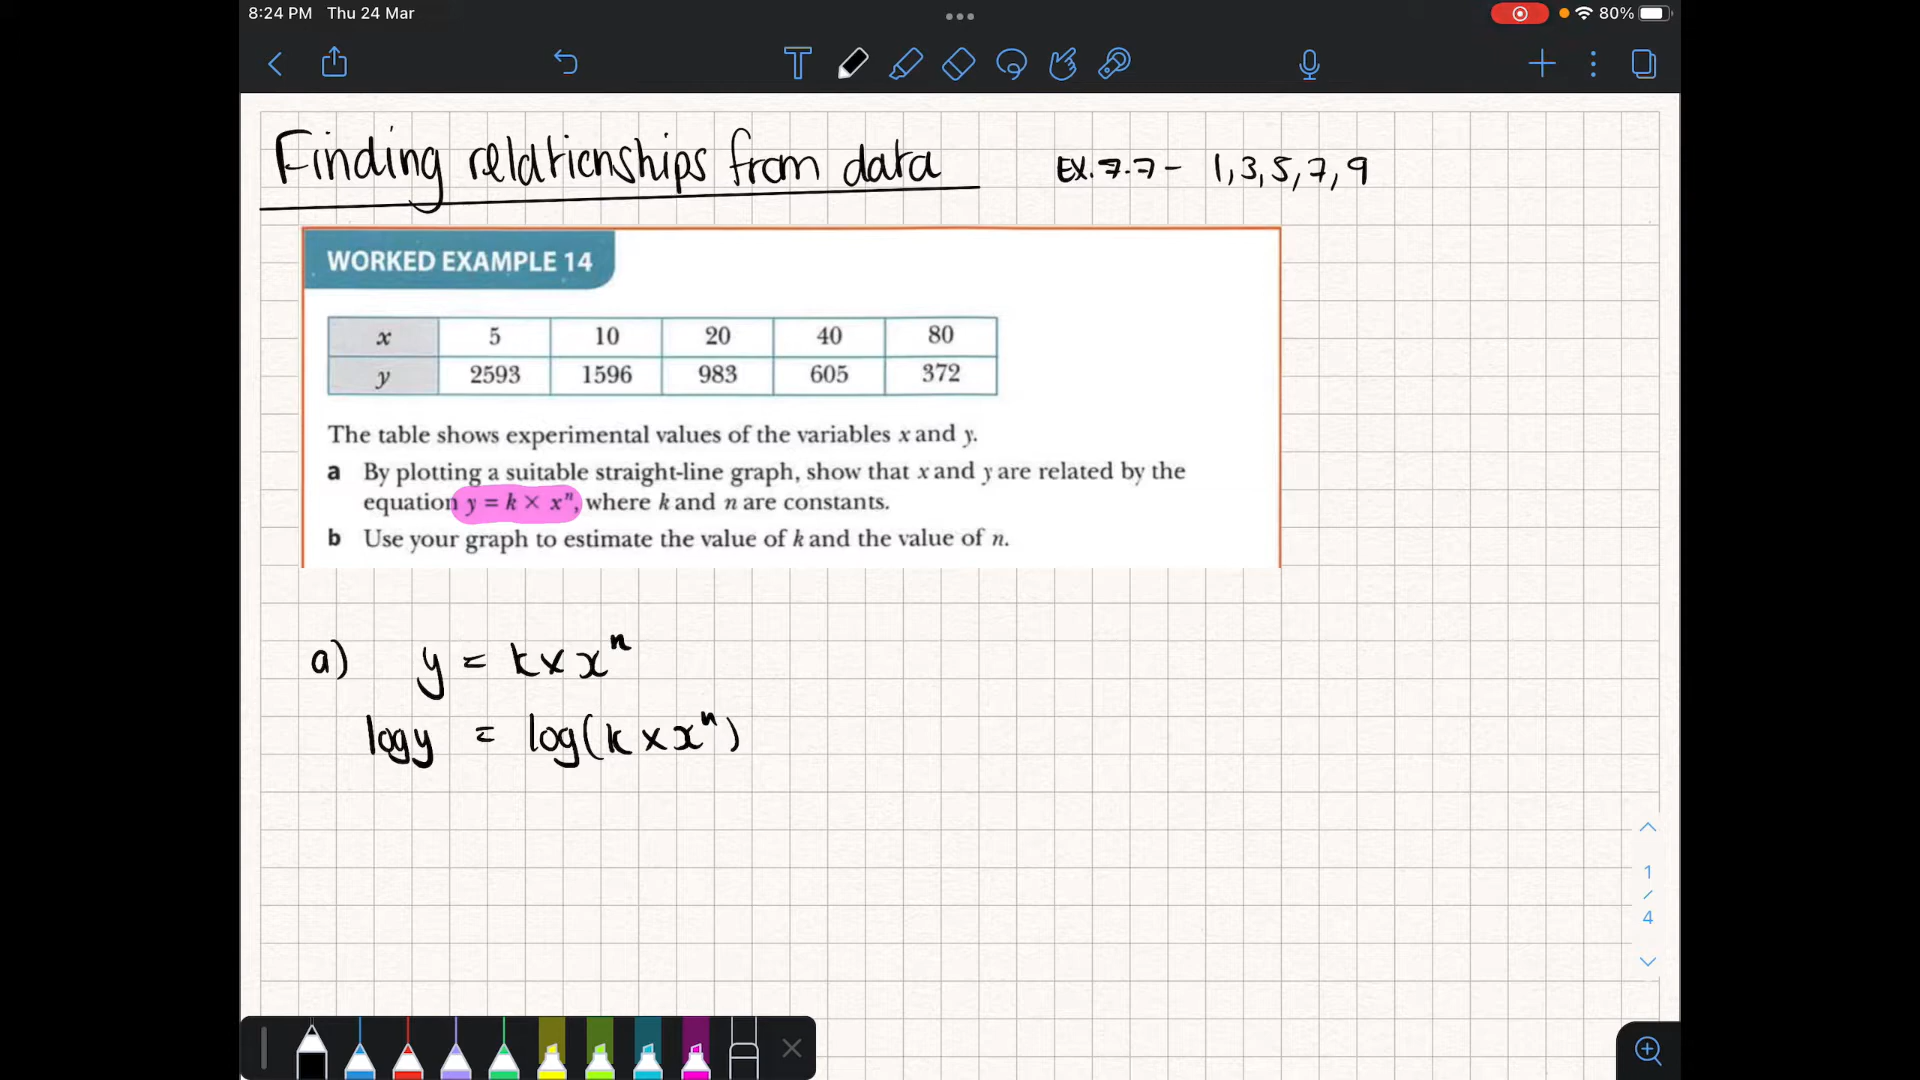 8:24 PM Thu 24 Mar
80%
Finding relationships from data
Ex. 7.7 - 1, 3, 5, 7, 9
WORKED EXAMPLE 14
x 5 10 20 40 80
y 2593 1596 983 605 372
The table shows experimental values of the variables x and y.
a By plotting a suitable straight-line graph, show that x and y are related by the
equation y = k × xⁿ, where k and n are constants.
b Use your graph to estimate the value of k and the value of n.
a) y = k × xⁿ
log y = log(k × xⁿ)
1
/
4